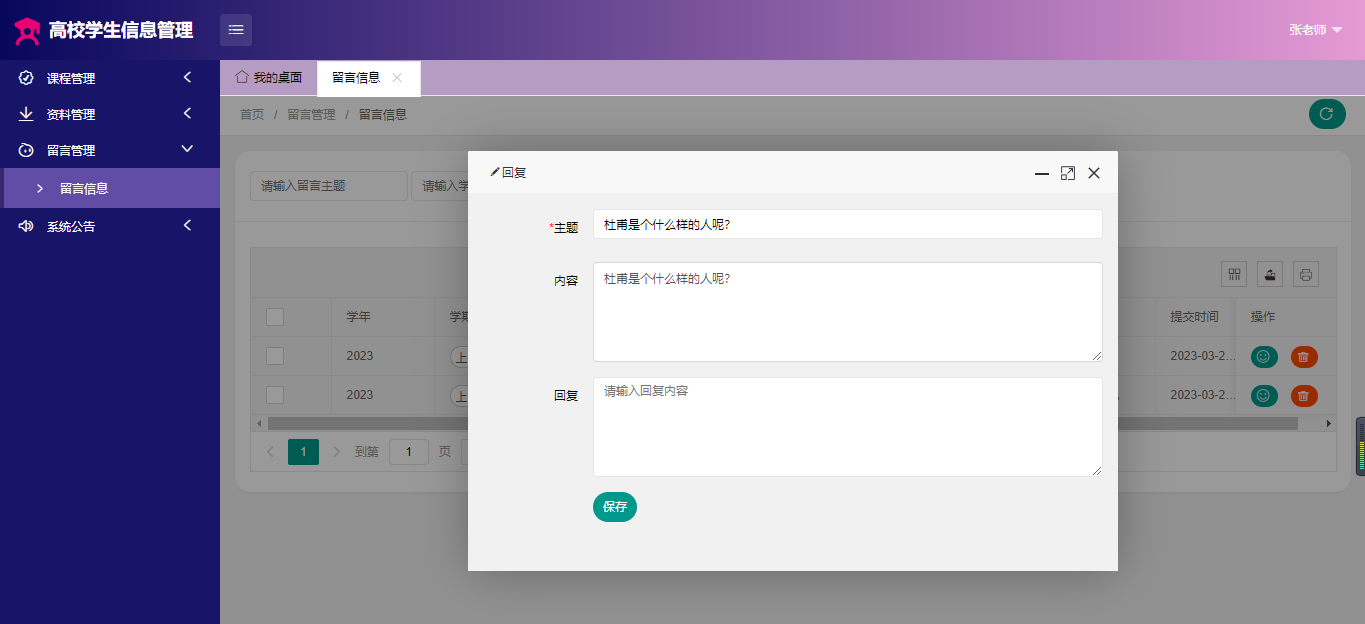 高校学生信息管理
张老师
课程管理
资料管理
留言管理
留言信息
系统公告
我的桌面
留言信息
首页 / 留言管理 / 留言信息
请输入留言主题
请输入学
回复
*主题
杜甫是个什么样的人呢?
内容
杜甫是个什么样的人呢?
回复
请输入回复内容
保存
学年
学期
提交时间
操作
2023
上
2023-03-2...
2023
上
2023-03-2...
1
到第
1
页